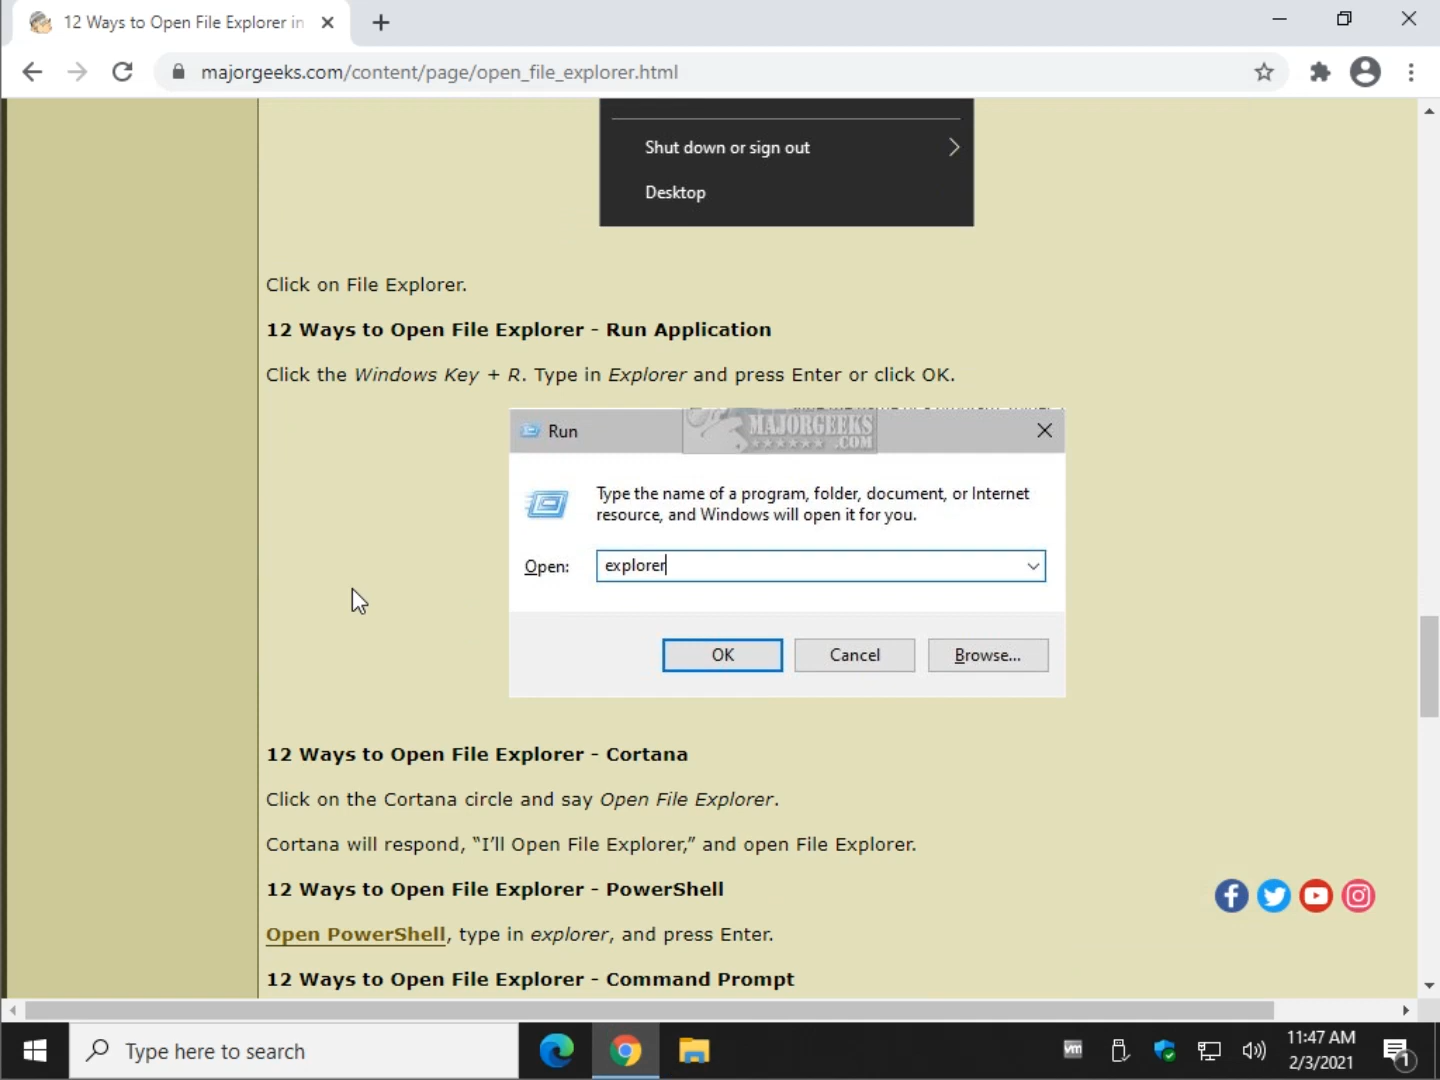 12 Ways to Open File Explorer in
majorgeeks.com/content/page/open_file_explorer.html
Shut down or sign out
Desktop
Click on File Explorer.
12 Ways to Open File Explorer - Run Application
Click the Windows Key + R. Type in Explorer and press Enter or click OK.
Run
MAJORGEEKS
.COM
Type the name of a program, folder, document, or Internet
resource, and Windows will open it for you.
Open:
explorer
OK
Cancel
Browse...
12 Ways to Open File Explorer - Cortana
Click on the Cortana circle and say Open File Explorer.
Cortana will respond, “I’ll Open File Explorer,” and open File Explorer.
12 Ways to Open File Explorer - PowerShell
Open PowerShell, type in explorer, and press Enter.
12 Ways to Open File Explorer - Command Prompt
Type here to search
vm
11:47 AM
2/3/2021
1